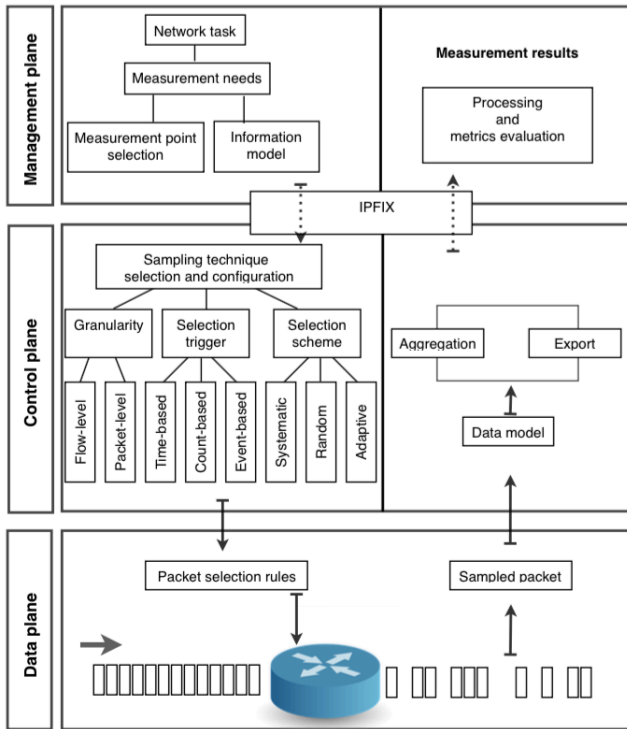 Management plane
Network task
Measurement needs
Measurement point
selection
Information
model
Measurement results
Processing
and
metrics evaluation
IPFIX
Control plane
Sampling technique
selection and configuration
Granularity
Selection
trigger
Selection
scheme
Flow-level
Packet-level
Time-based
Count-based
Event-based
Systematic
Random
Adaptive
Aggregation
Export
Data model
Data plane
Packet selection rules
Sampled packet